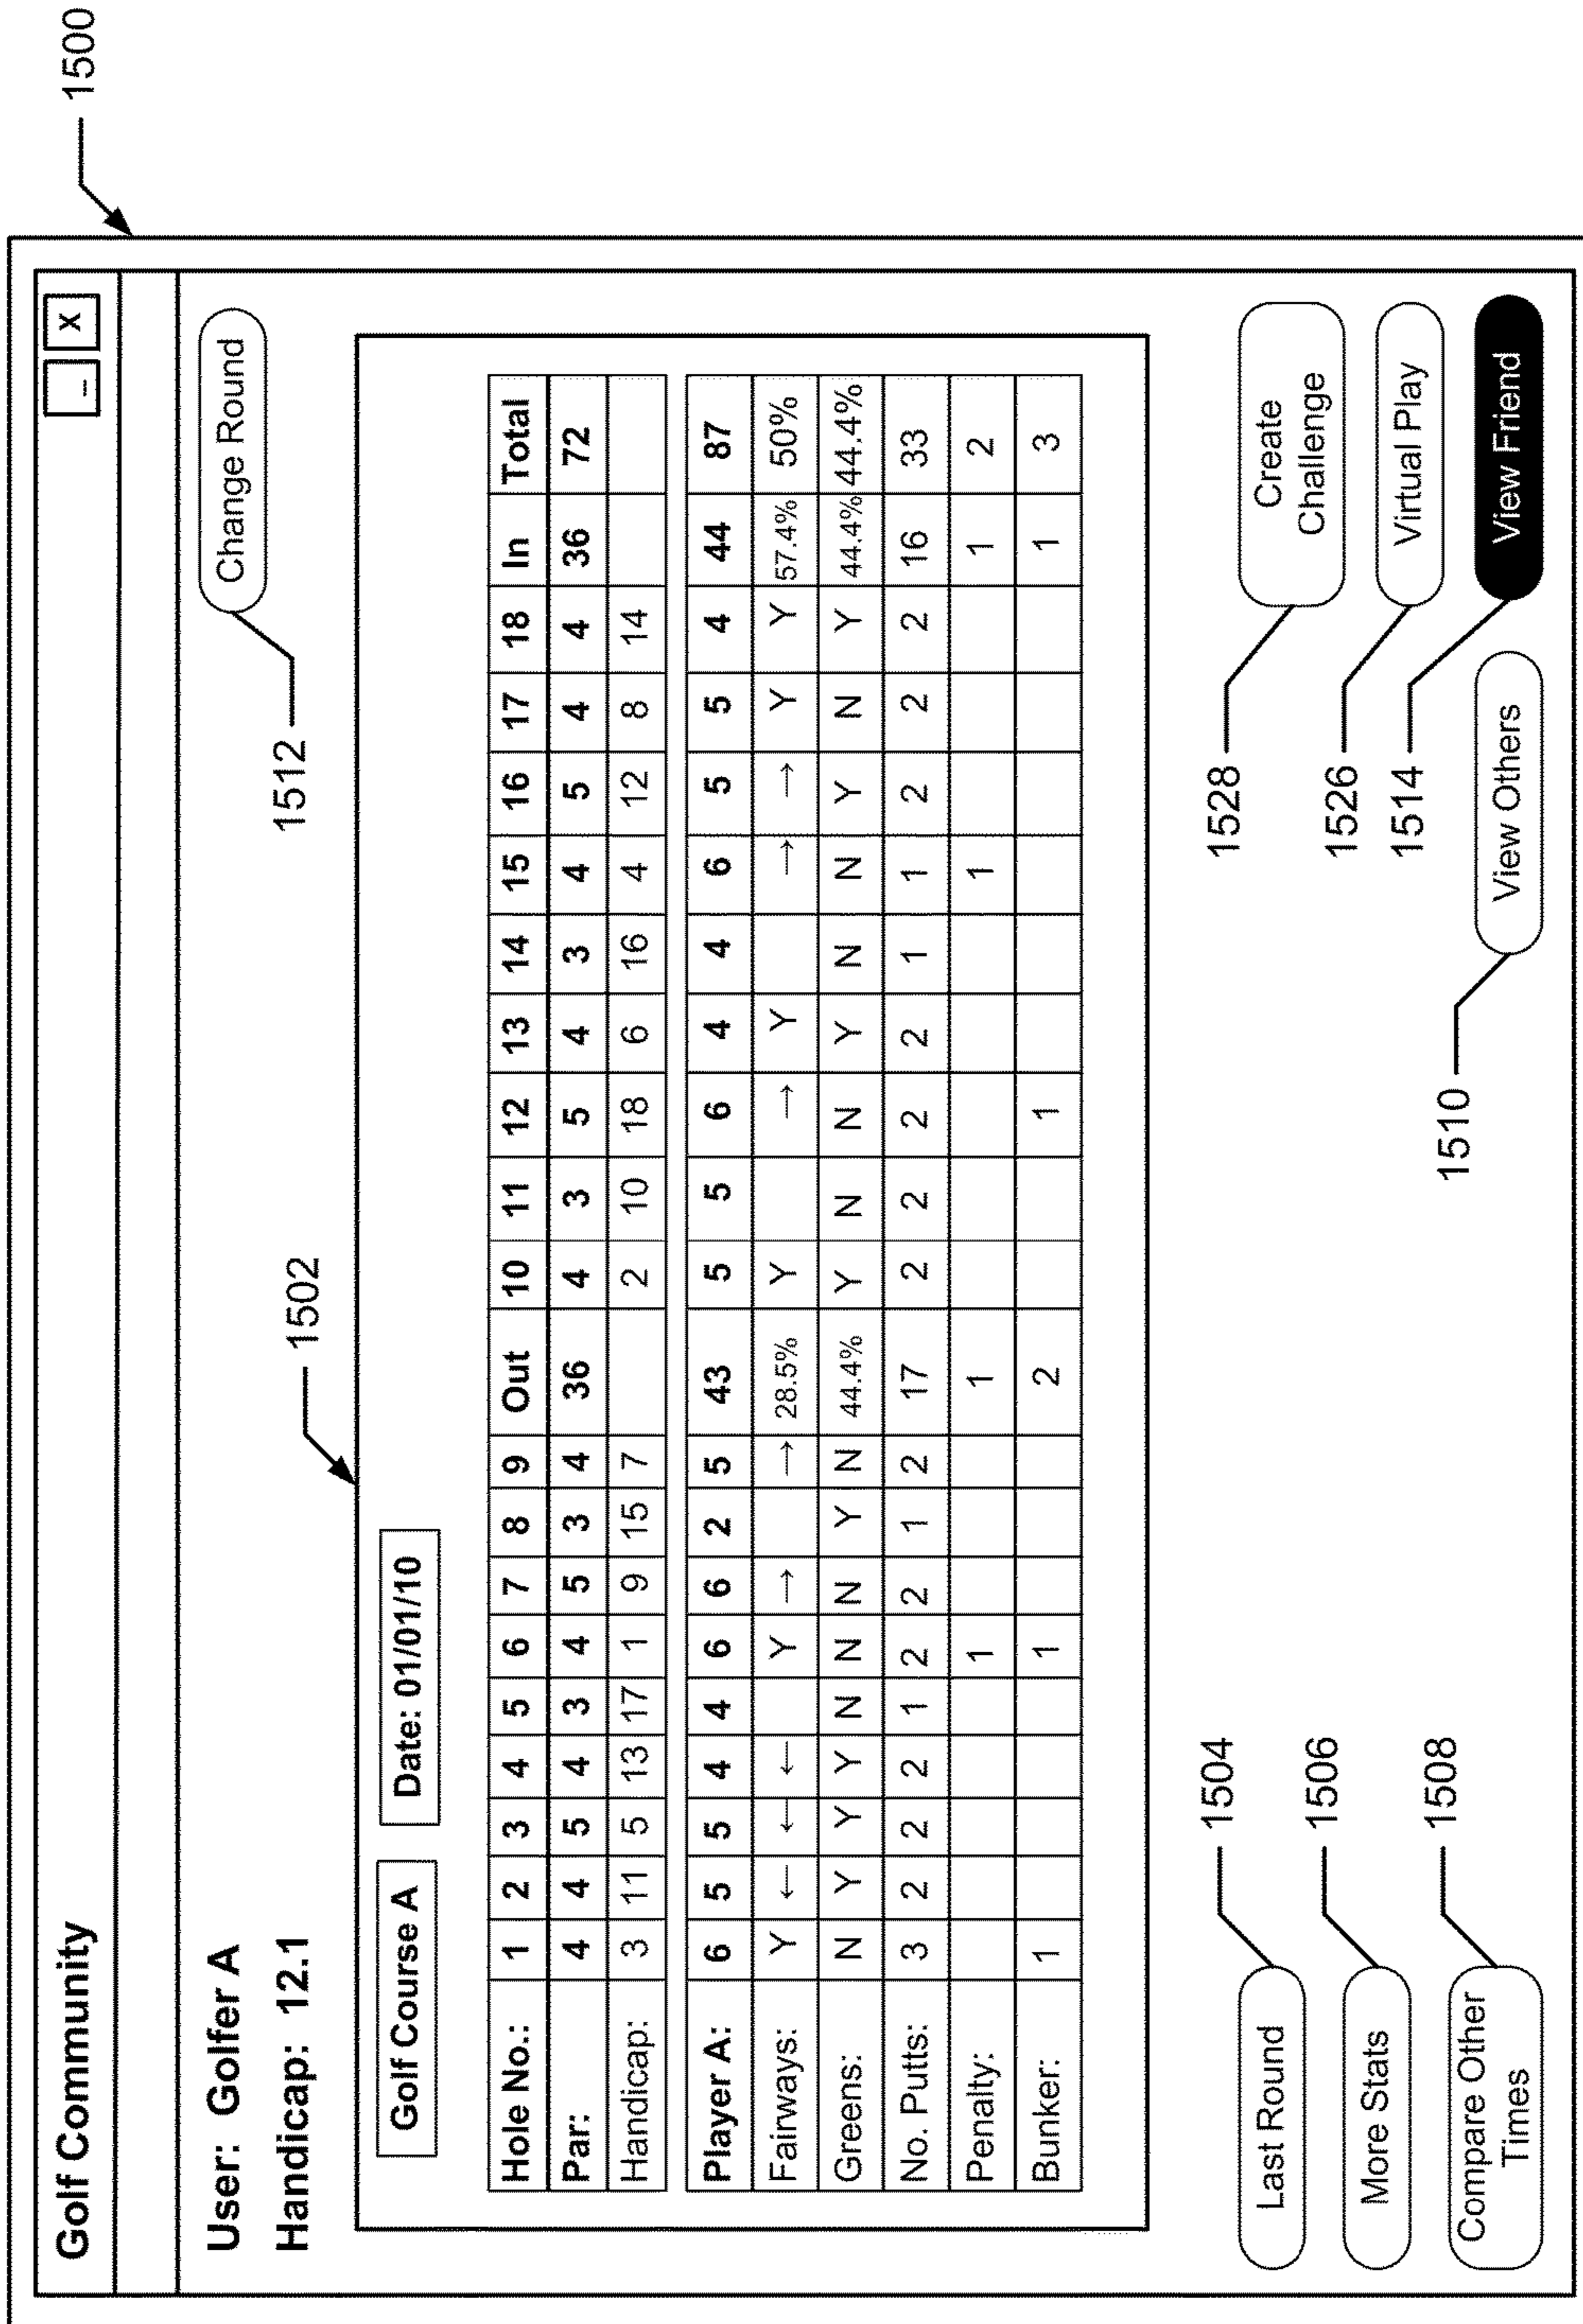 1500
Golf Community _ X
User: Golfer A
Handicap: 12.1
Change Round
1512
1502
Golf Course A Date: 01/01/10
Hole No.: 1 2 3 4 5 6 7 8 9 Out 10 11 12 13 14 15 16 17 18 In Total
Par: 4 4 5 4 3 4 5 3 4 36 4 3 5 4 3 4 5 4 4 36 72
Handicap: 3 11 5 13 17 1 9 15 7 2 10 18 6 16 4 12 8 14
Player A: 6 5 5 4 4 6 6 2 5 43 5 5 6 4 4 6 5 5 4 44 87
Fairways: Y ← ← ← Y → → 28.5% Y → Y → → Y Y 57.4% 50%
Greens: N Y Y Y N N N Y N 44.4% Y N N Y N N Y N Y 44.4% 44.4%
No. Putts: 3 2 2 2 1 2 2 1 2 17 2 2 2 2 1 1 2 2 2 16 33
Penalty: 1 1 1 1 2
Bunker: 1 1 2 1 1 3
Last Round
1504
More Stats
1506
Compare Other
Times
1508
1528
Create
Challenge
1526
Virtual Play
1514
View Friend
1510
View Others